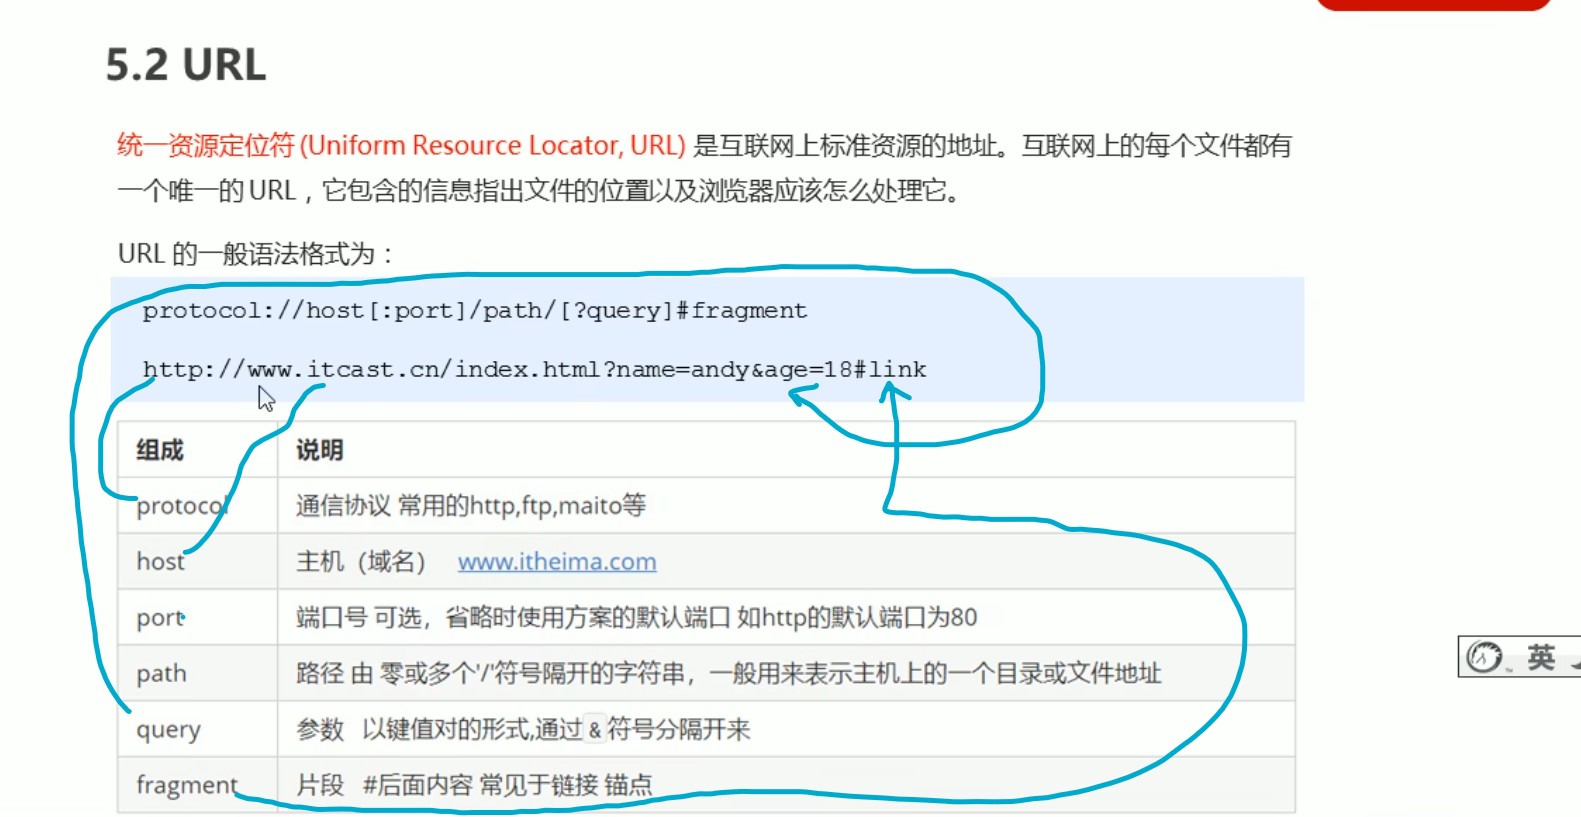 5.2 URL
统一资源定位符 (Uniform Resource Locator, URL) 是互联网上标准资源的地址。互联网上的每个文件都有
一个唯一的 URL，它包含的信息指出文件的位置以及浏览器应该怎么处理它。
URL 的一般语法格式为：
protocol://host[:port]/path/[?query]#fragment
http://www.itcast.cn/index.html?name=andy&age=18#link
组成 说明
protocol 通信协议 常用的http,ftp,maito等
host 主机（域名） www.itheima.com
port 端口号 可选，省略时使用方案的默认端口 如http的默认端口为80
path 路径 由 零或多个'/'符号隔开的字符串，一般用来表示主机上的一个目录或文件地址
query 参数 以键值对的形式,通过 & 符号分隔开来
fragment 片段 #后面内容 常见于链接 锚点
英